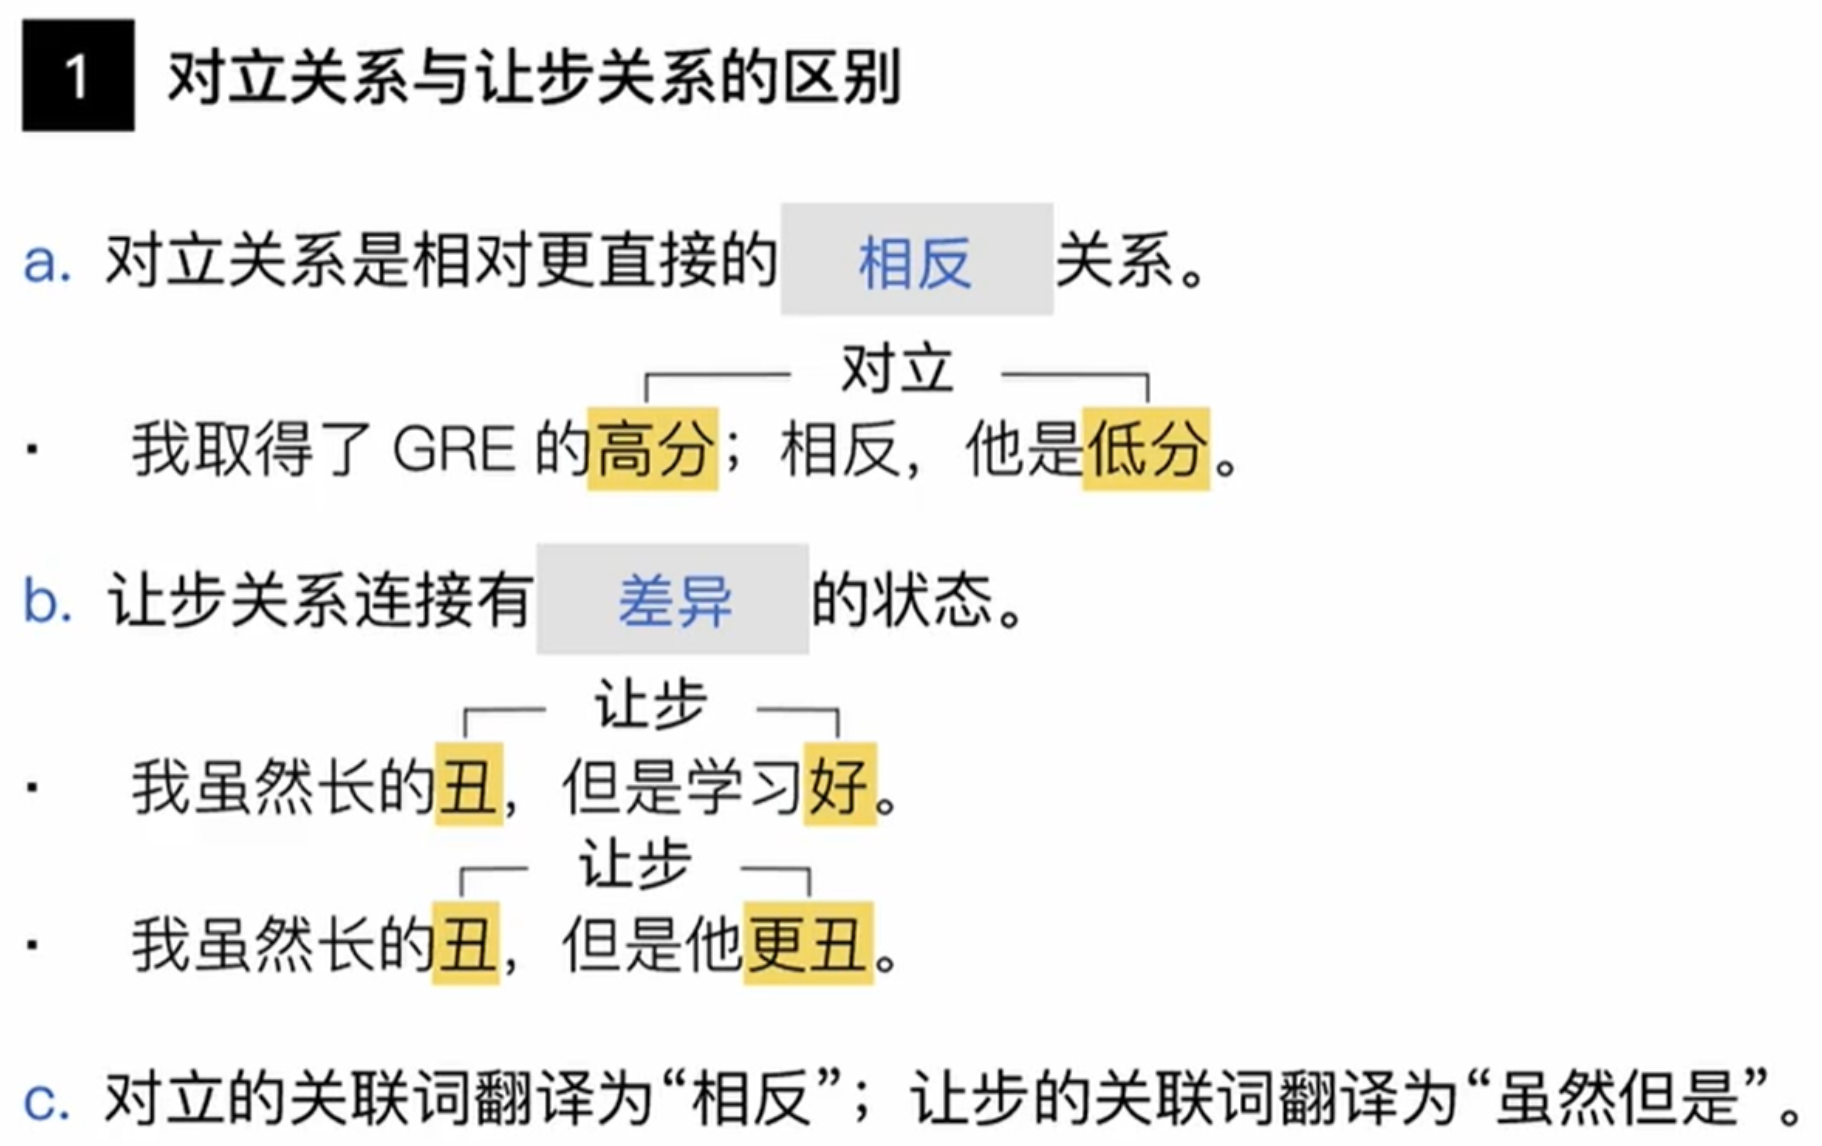 1 对立关系与让步关系的区别
a. 对立关系是相对更直接的 相反 关系。
对立
· 我取得了 GRE 的高分；相反，他是低分。
b. 让步关系连接有 差异 的状态。
让步
· 我虽然长的丑，但是学习好。
让步
· 我虽然长的丑，但是他更丑。
c. 对立的关联词翻译为“相反”；让步的关联词翻译为“虽然但是”。